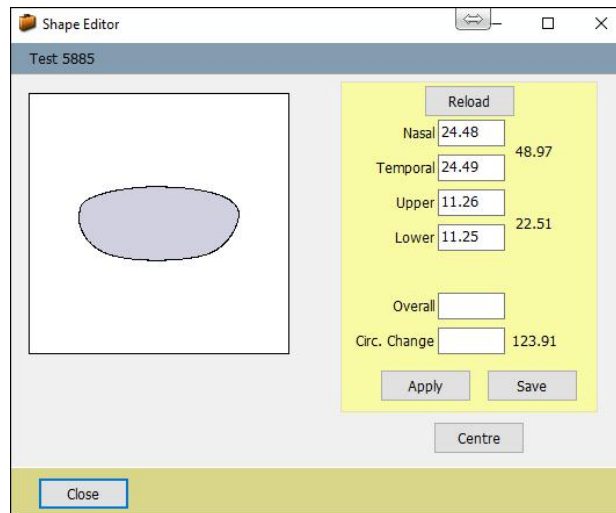 Shape Editor
Test 5885
Reload
Nasal 24.48
48.97
Temporal 24.49
Upper 11.26
22.51
Lower 11.25
Overall
Circ. Change 123.91
Apply Save
Centre
Close